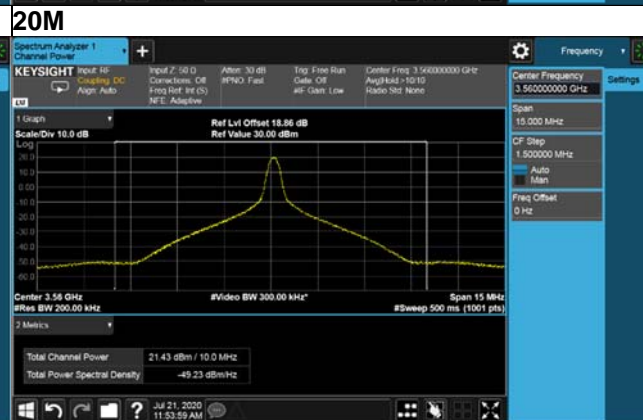 20M
Spectrum Analyzer 1
Channel Power
+
Frequency
KEYSIGHT
Input: RF
Coupling: DC
Align: Auto
Input Z: 50 Ω
Corrections: Off
Freq Ref: Int (S)
NFE: Adaptive
Atten: 30 dB
#PNO: Fast
Trig: Free Run
Gate: Off
#IF Gain: Low
Center Freq: 3.560000000 GHz
Avg|Hold:>10/10
Radio Std: None
Center Frequency
3.560000000 GHz
Settings
Span
15.000 MHz
CF Step
1.500000 MHz
Auto
Man
Freq Offset
0 Hz
1 Graph
Scale/Div 10.0 dB
Ref Lvl Offset 18.86 dB
Ref Value 30.00 dBm
Log
20.0
10.0
0.00
-10.0
-20.0
-30.0
-40.0
-50.0
-60.0
Center 3.56 GHz
#Res BW 200.00 kHz
#Video BW 300.00 kHz*
Span 15 MHz
#Sweep 500 ms (1001 pts)
2 Metrics
Total Channel Power 21.43 dBm / 10.0 MHz
Total Power Spectral Density -49.23 dBm/Hz
?
Jul 21, 2020
11:53:59 AM